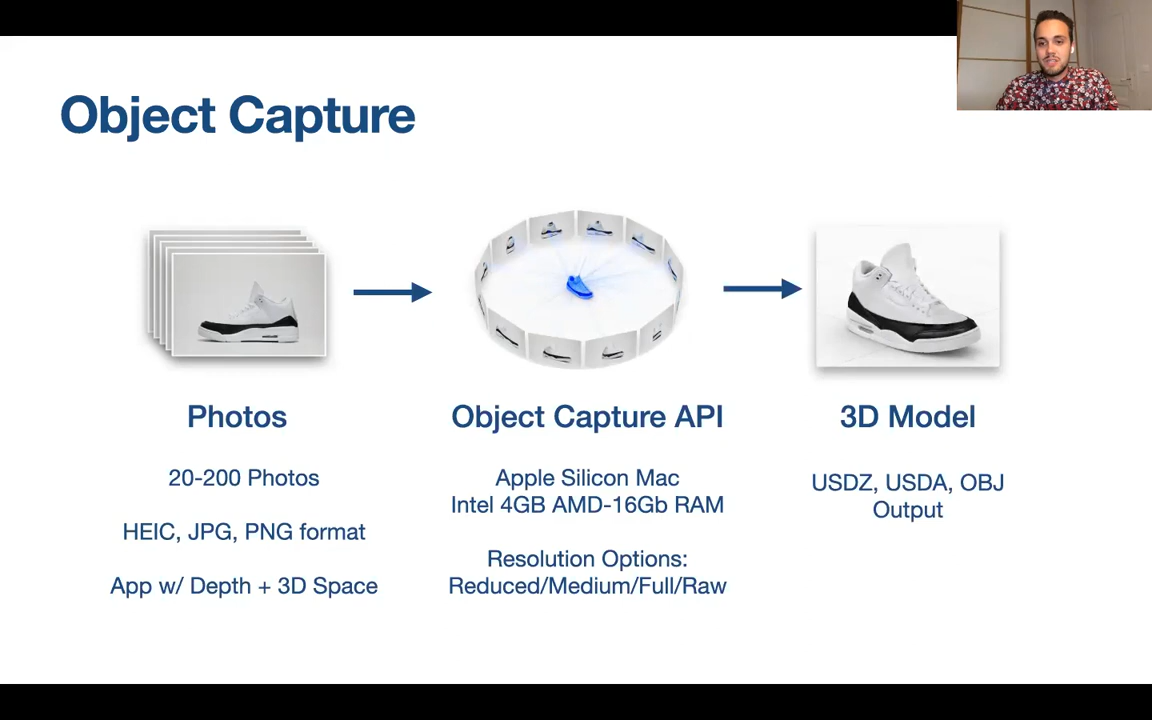 Object Capture
Photos
20-200 Photos
HEIC, JPG, PNG format
App w/ Depth + 3D Space
Object Capture API
Apple Silicon Mac
Intel 4GB AMD-16Gb RAM
Resolution Options:
Reduced/Medium/Full/Raw
3D Model
USDZ, USDA, OBJ
Output